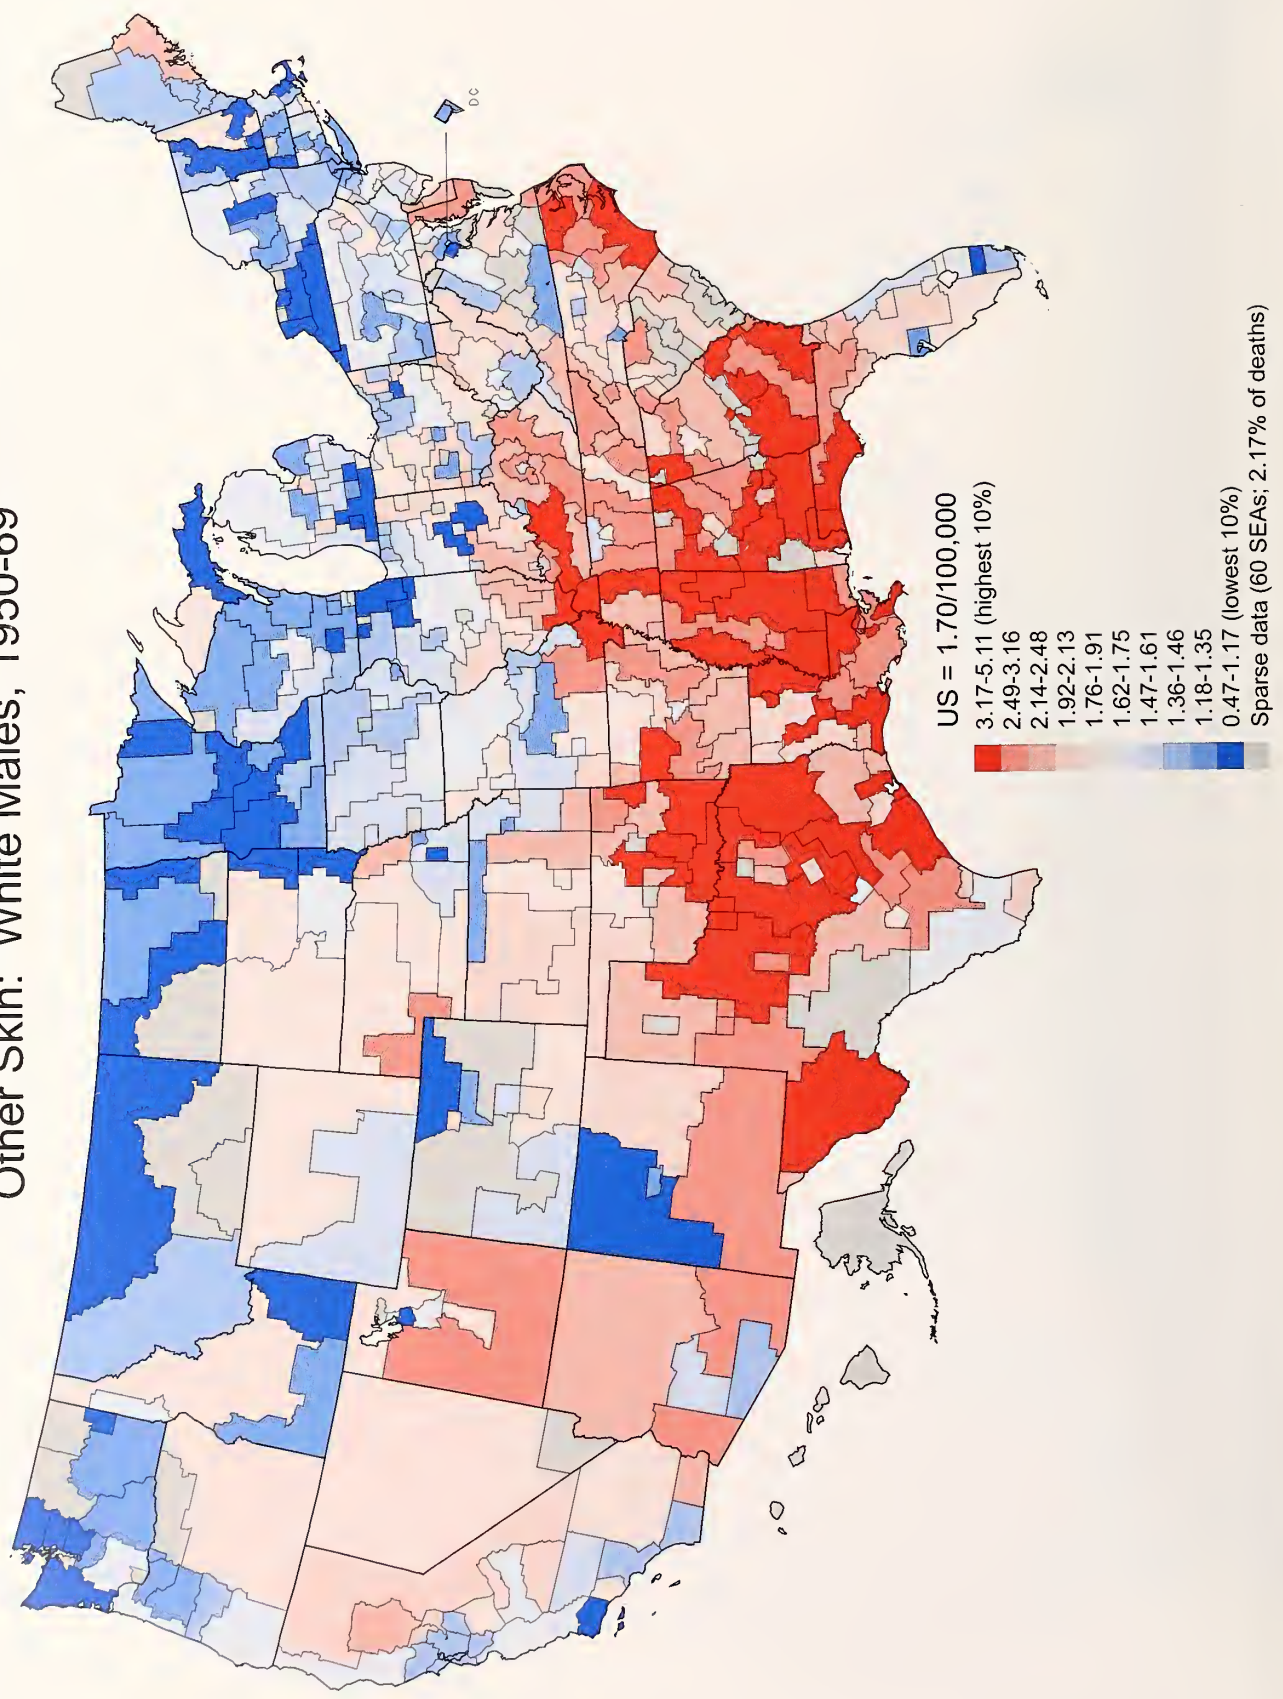 Other Skin: White Males, 1950-69
DC
US = 1.70/100,000
3.17-5.11 (highest 10%)
2.49-3.16
2.14-2.48
1.92-2.13
1.76-1.91
1.62-1.75
1.47-1.61
1.36-1.46
1.18-1.35
0.47-1.17 (lowest 10%)
Sparse data (60 SEAs; 2.17% of deaths)